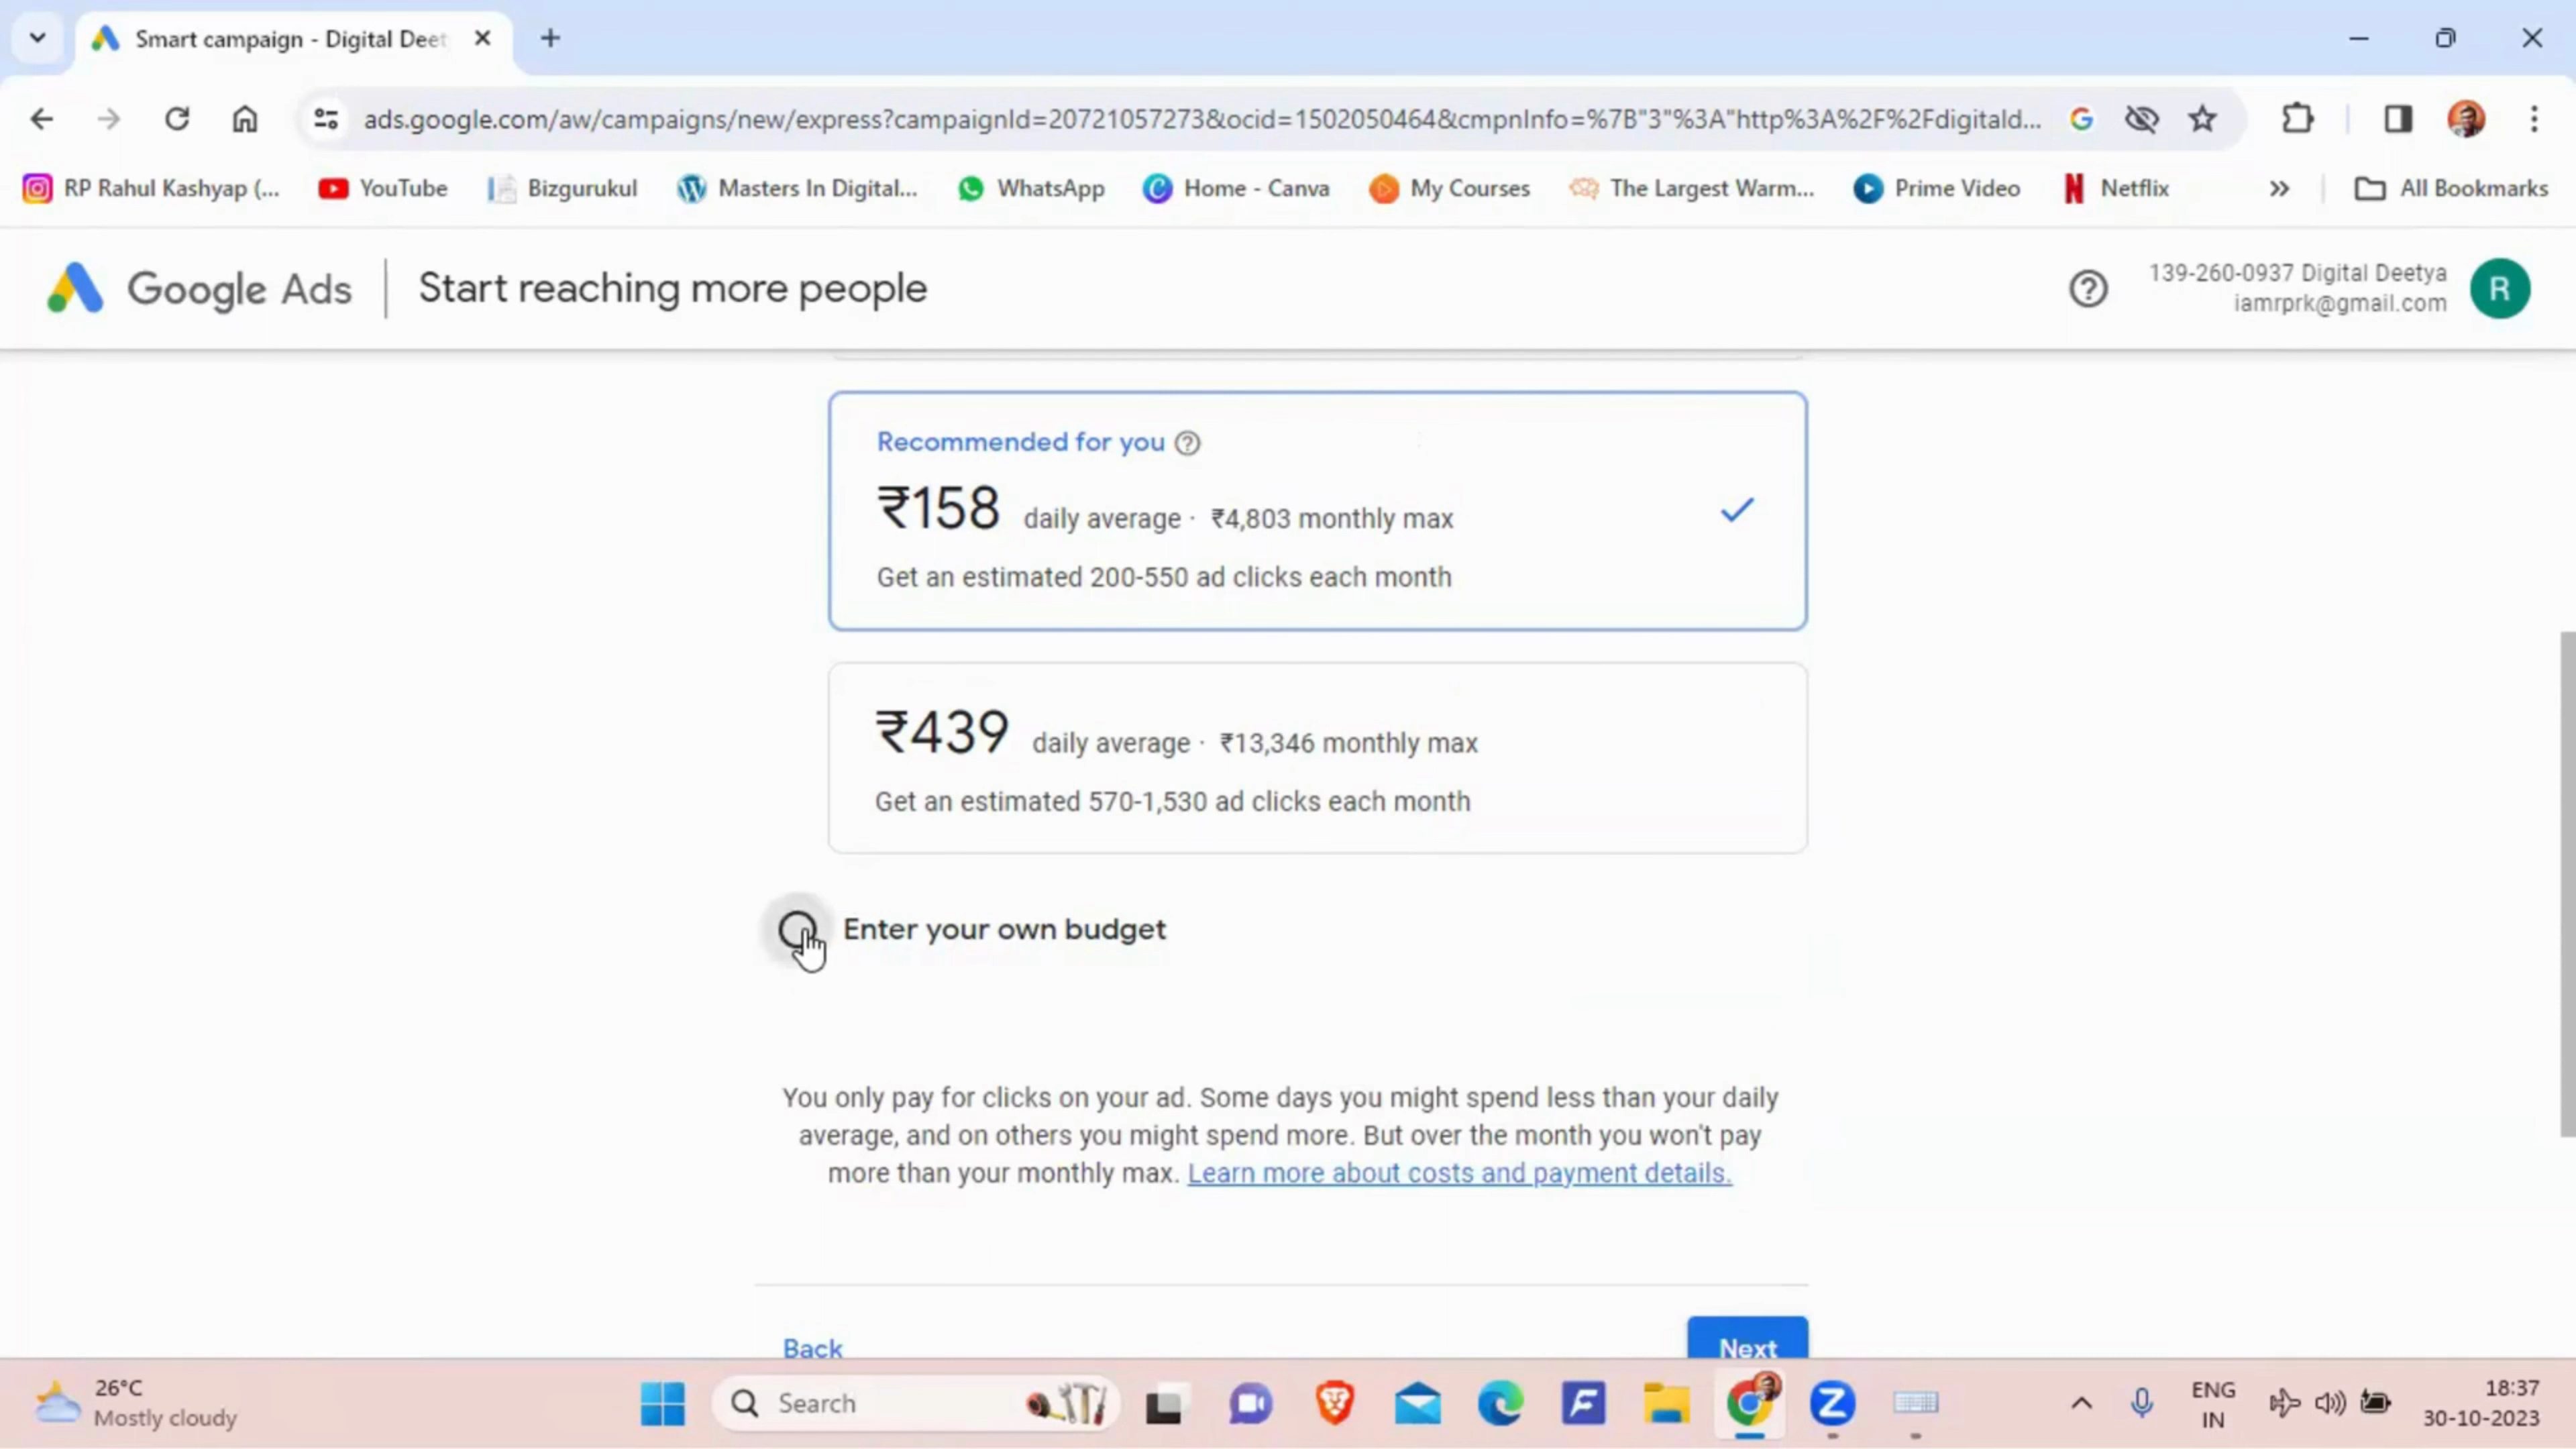 Smart campaign - Digital Deet
ads.google.com/aw/campaigns/new/express?campaignId=20721057273&ocid=1502050464&cmpnInfo=%7B"3"%3A"http%3A%2F%2Fdigitald...
RP Rahul Kashyap (...
YouTube
Bizgurukul
Masters In Digital...
WhatsApp
Home - Canva
My Courses
The Largest Warm...
Prime Video
Netflix
All Bookmarks
Google Ads
Start reaching more people
139-260-0937 Digital Deetya
iamrprk@gmail.com
R
Recommended for you
₹158 daily average · ₹4,803 monthly max
Get an estimated 200-550 ad clicks each month
₹439 daily average · ₹13,346 monthly max
Get an estimated 570-1,530 ad clicks each month
Enter your own budget
You only pay for clicks on your ad. Some days you might spend less than your daily
average, and on others you might spend more. But over the month you won't pay
more than your monthly max. Learn more about costs and payment details.
Back
Next
26°C
Mostly cloudy
Search
ENG
IN
18:37
30-10-2023